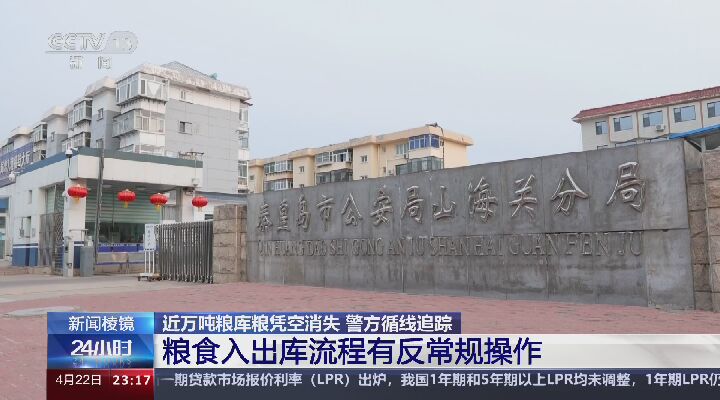 CCTV 13
新闻
秦皇岛市公安局山海关分局
QIN HUANG DAO SHI GONG AN JU SHAN HAI GUAN FEN JU
新闻棱镜
近万吨粮库粮凭空消失 警方循线追踪
24小时
粮食入出库流程有反常规操作
4月22日 23:17 一期贷款市场报价利率（LPR）出炉，我国1年期和5年期以上LPR均未调整，1年期LPR仍